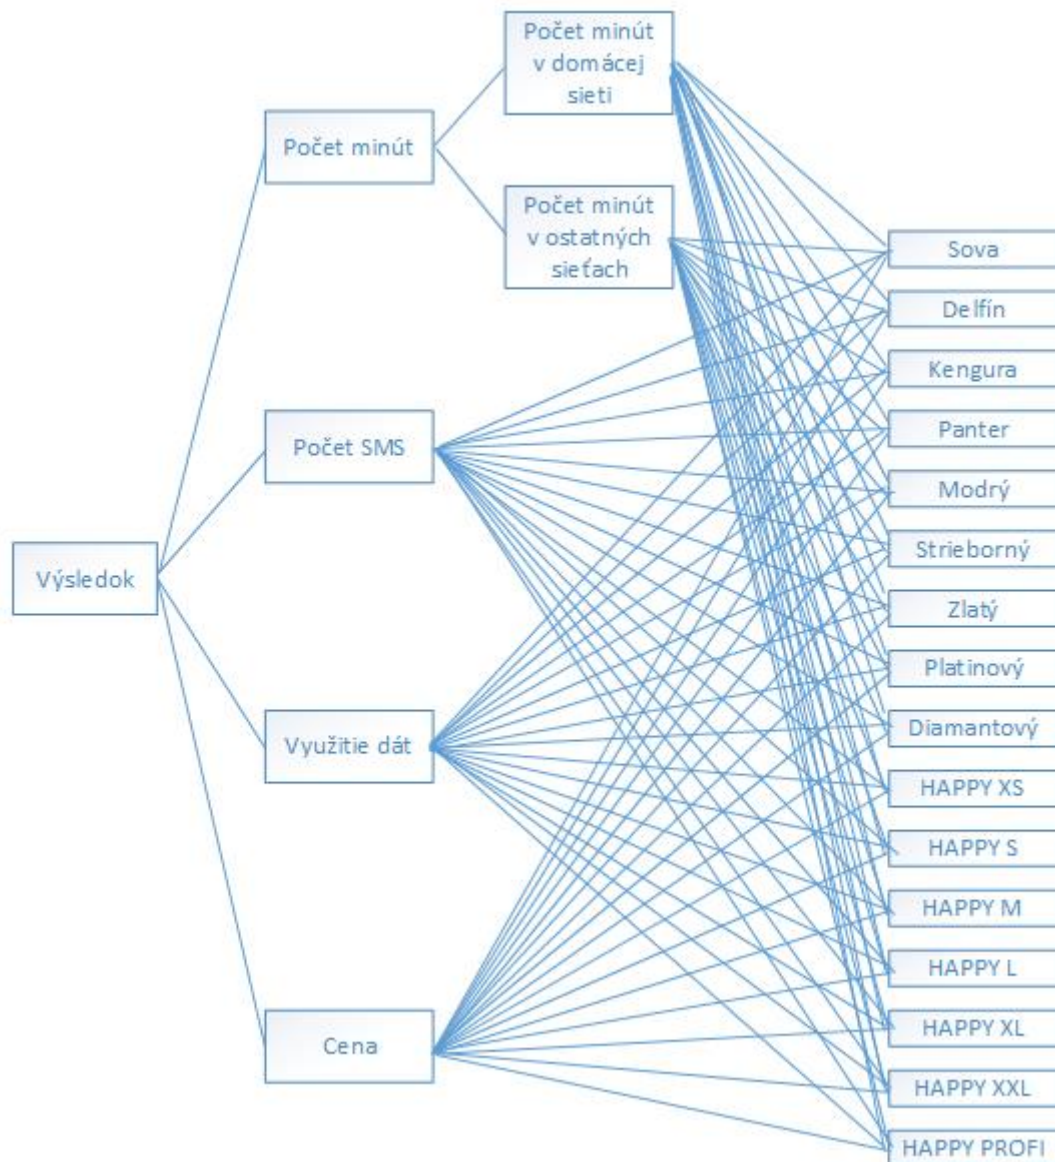 Počet minút
v domácej
sieti
Počet minút
Počet minút
v ostatných
sieťach
Sova
Delfín
Kengura
Panter
Počet SMS
Modrý
Strieborný
Výsledok
Zlatý
Platinový
Diamantový
Využitie dát
HAPPY XS
HAPPY S
HAPPY M
HAPPY L
HAPPY XL
Cena
HAPPY XXL
HAPPY PROFI